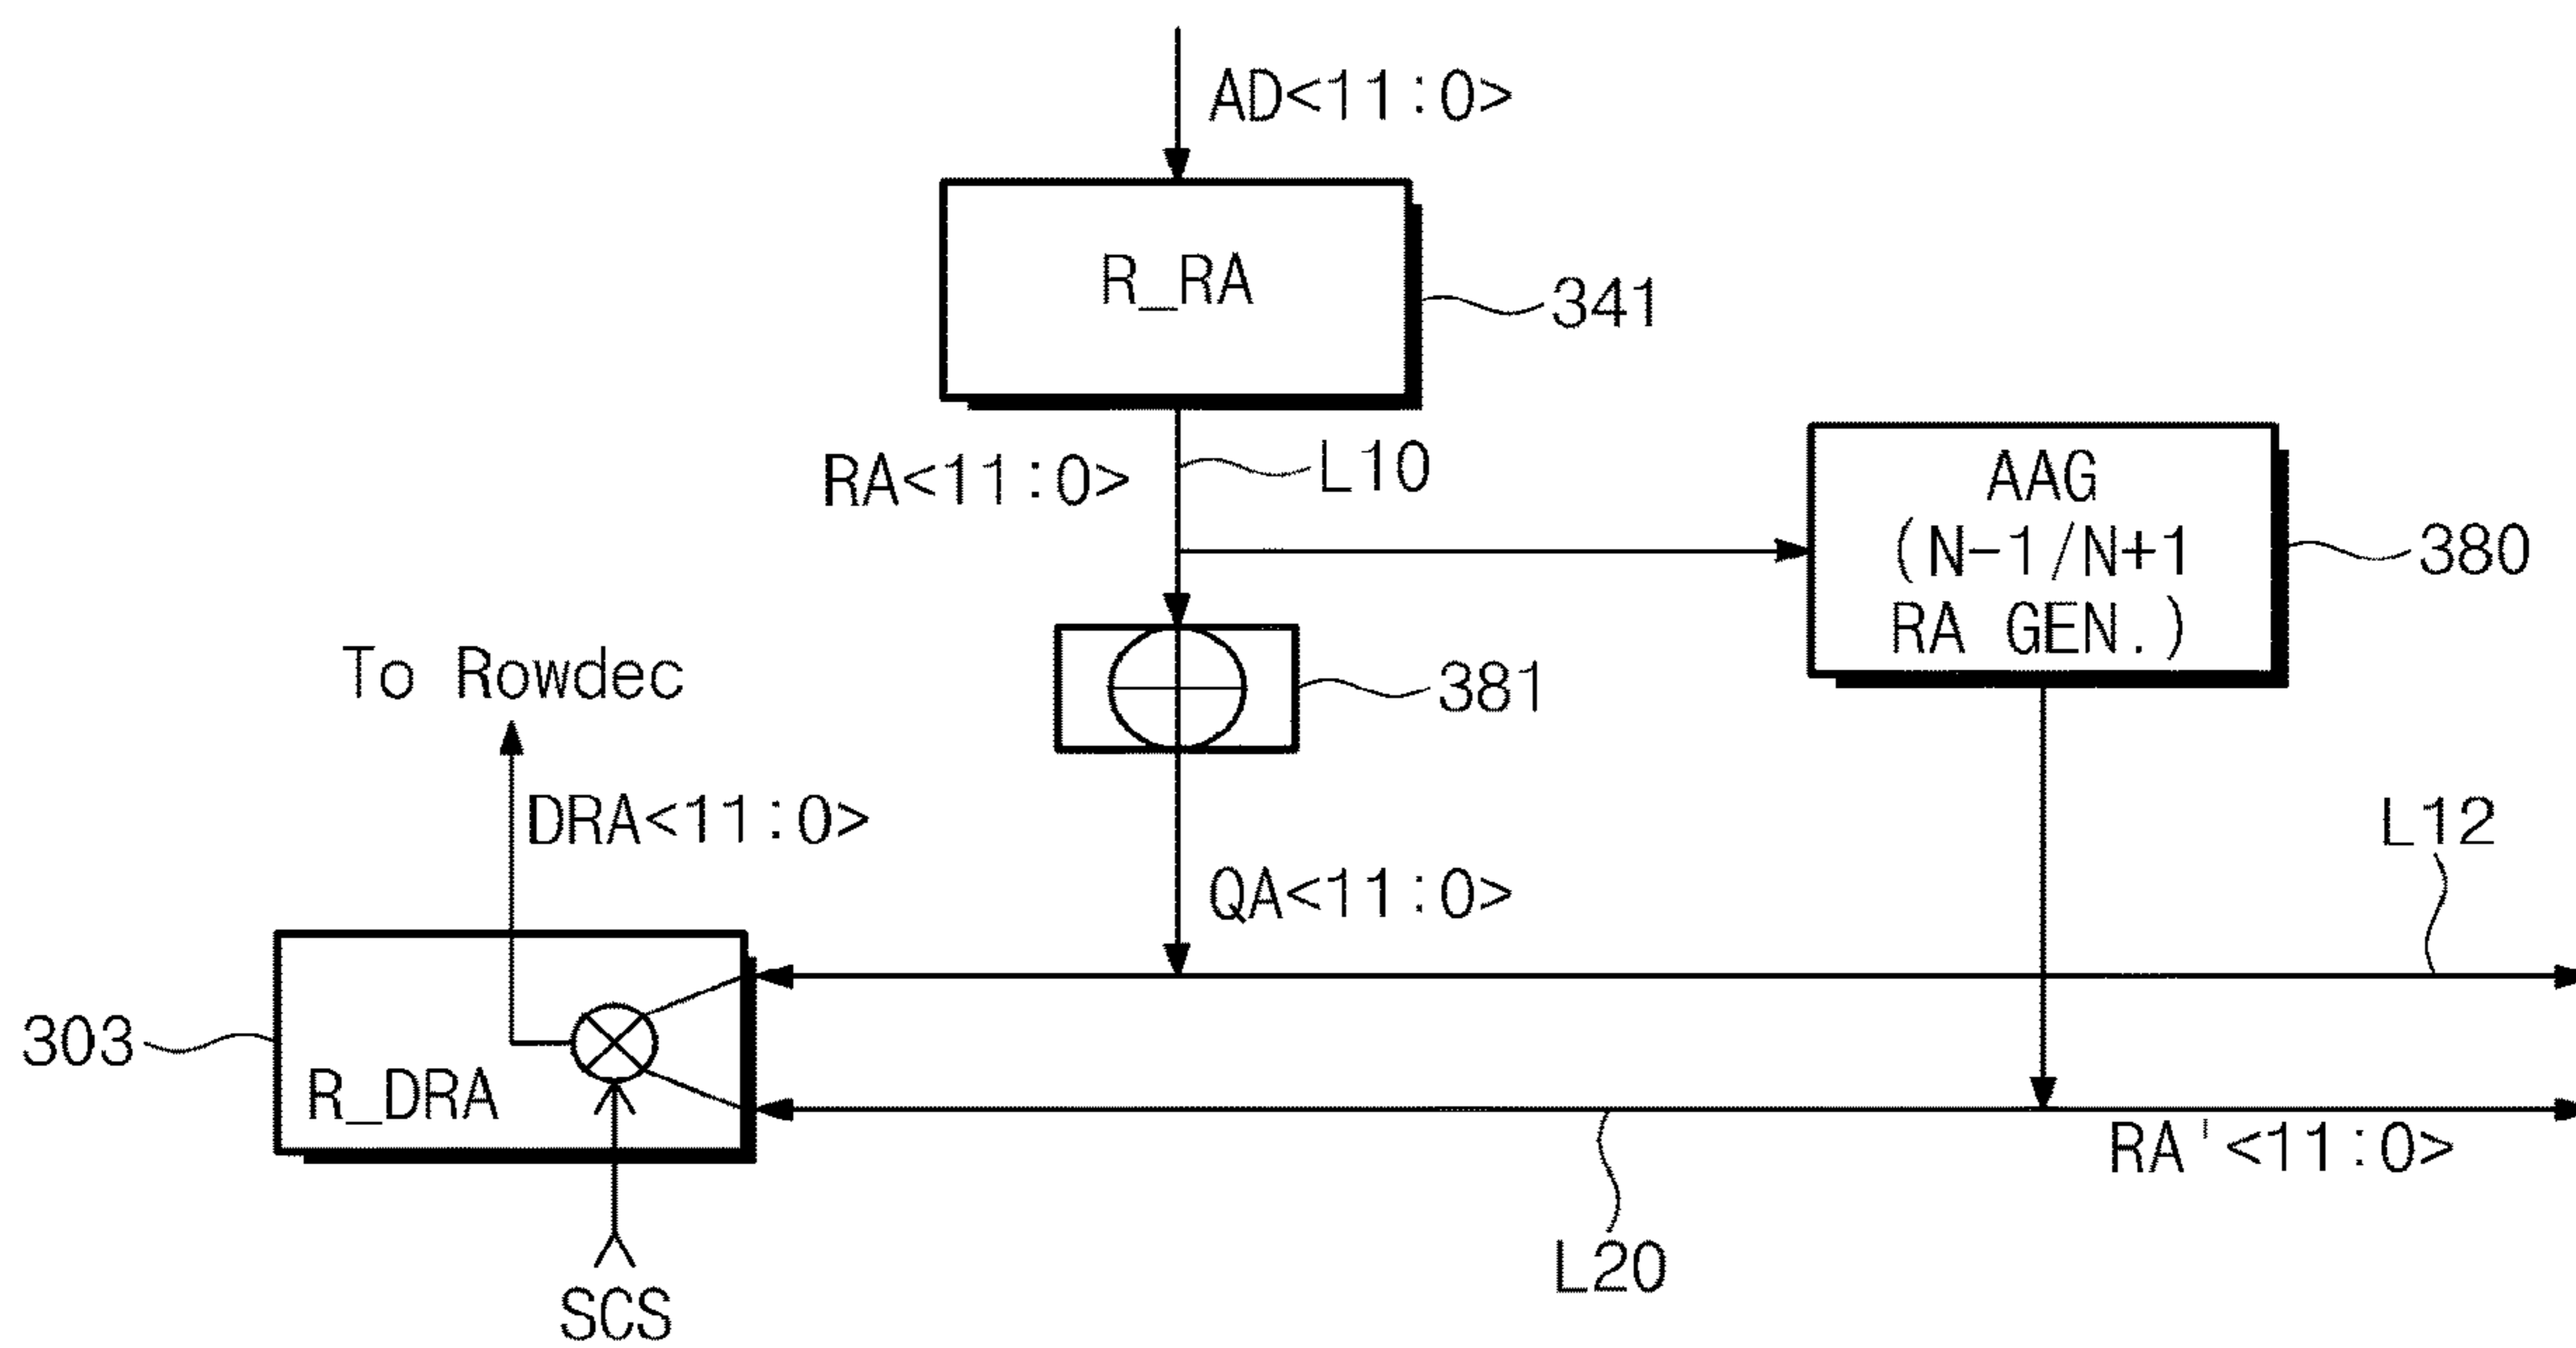 AD<11:0>
R_RA
341
RA<11:0>
L10
AAG
(N-1/N+1
RA GEN.)
380
To Rowdec
381
DRA<11:0>
L12
QA<11:0>
303
R_DRA
RA'<11:0>
L20
SCS